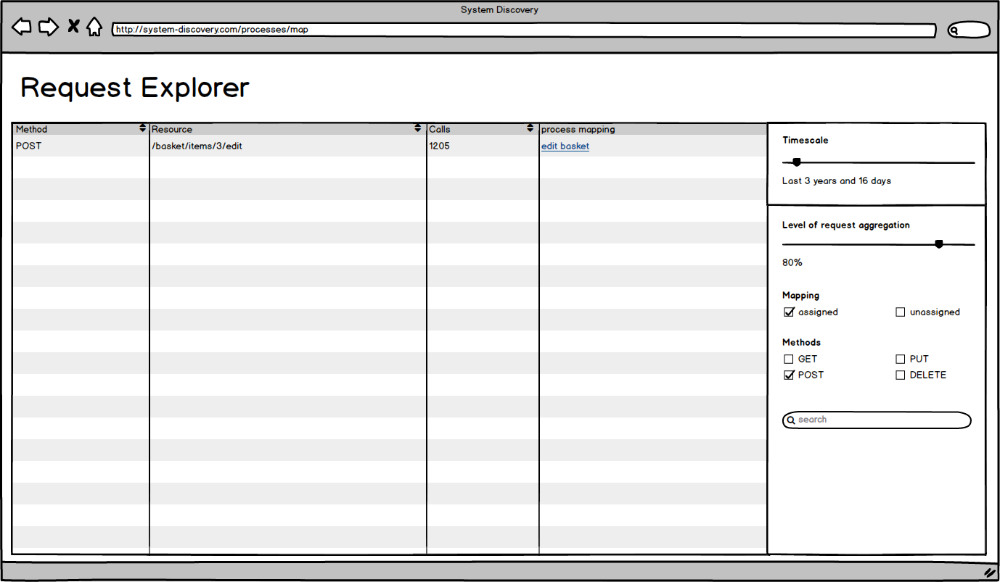 System Discovery
http://system-discovery.com/processes/map
Request Explorer
Method Resource Calls process mapping
POST /basket/items/3/edit 1205 edit basket
Timescale
Last 3 years and 16 days
Level of request aggregation
80%
Mapping
assigned unassigned
Methods
GET PUT
POST DELETE
search